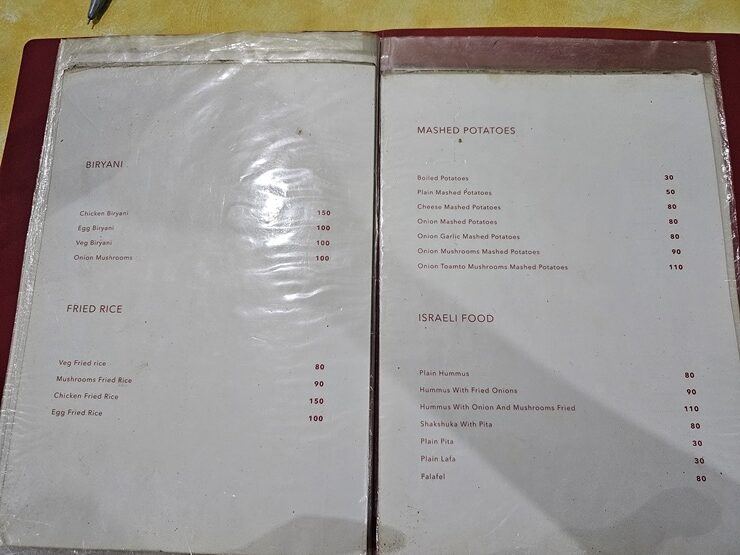 BIRYANI
Chicken Biryani 150
Egg Biryani 100
Veg Biryani 100
Onion Mushrooms 100
FRIED RICE
Veg Fried rice 80
Mushrooms Fried Rice 90
Chicken Fried Rice 150
Egg Fried Rice 100
MASHED POTATOES
Boiled Potatoes 30
Plain Mashed Potatoes 50
Cheese Mashed Potatoes 80
Onion Mashed Potatoes 80
Onion Garlic Mashed Potatoes 80
Onion Mushrooms Mashed Potatoes 90
Onion Toamto Mushrooms Mashed Potatoes 110
ISRAELI FOOD
Plain Hummus 80
Hummus With Fried Onions 90
Hummus With Onion And Mushrooms Fried 110
Shakshuka With Pita 80
Plain Pita 30
Plain Lafa 30
Falafel 80